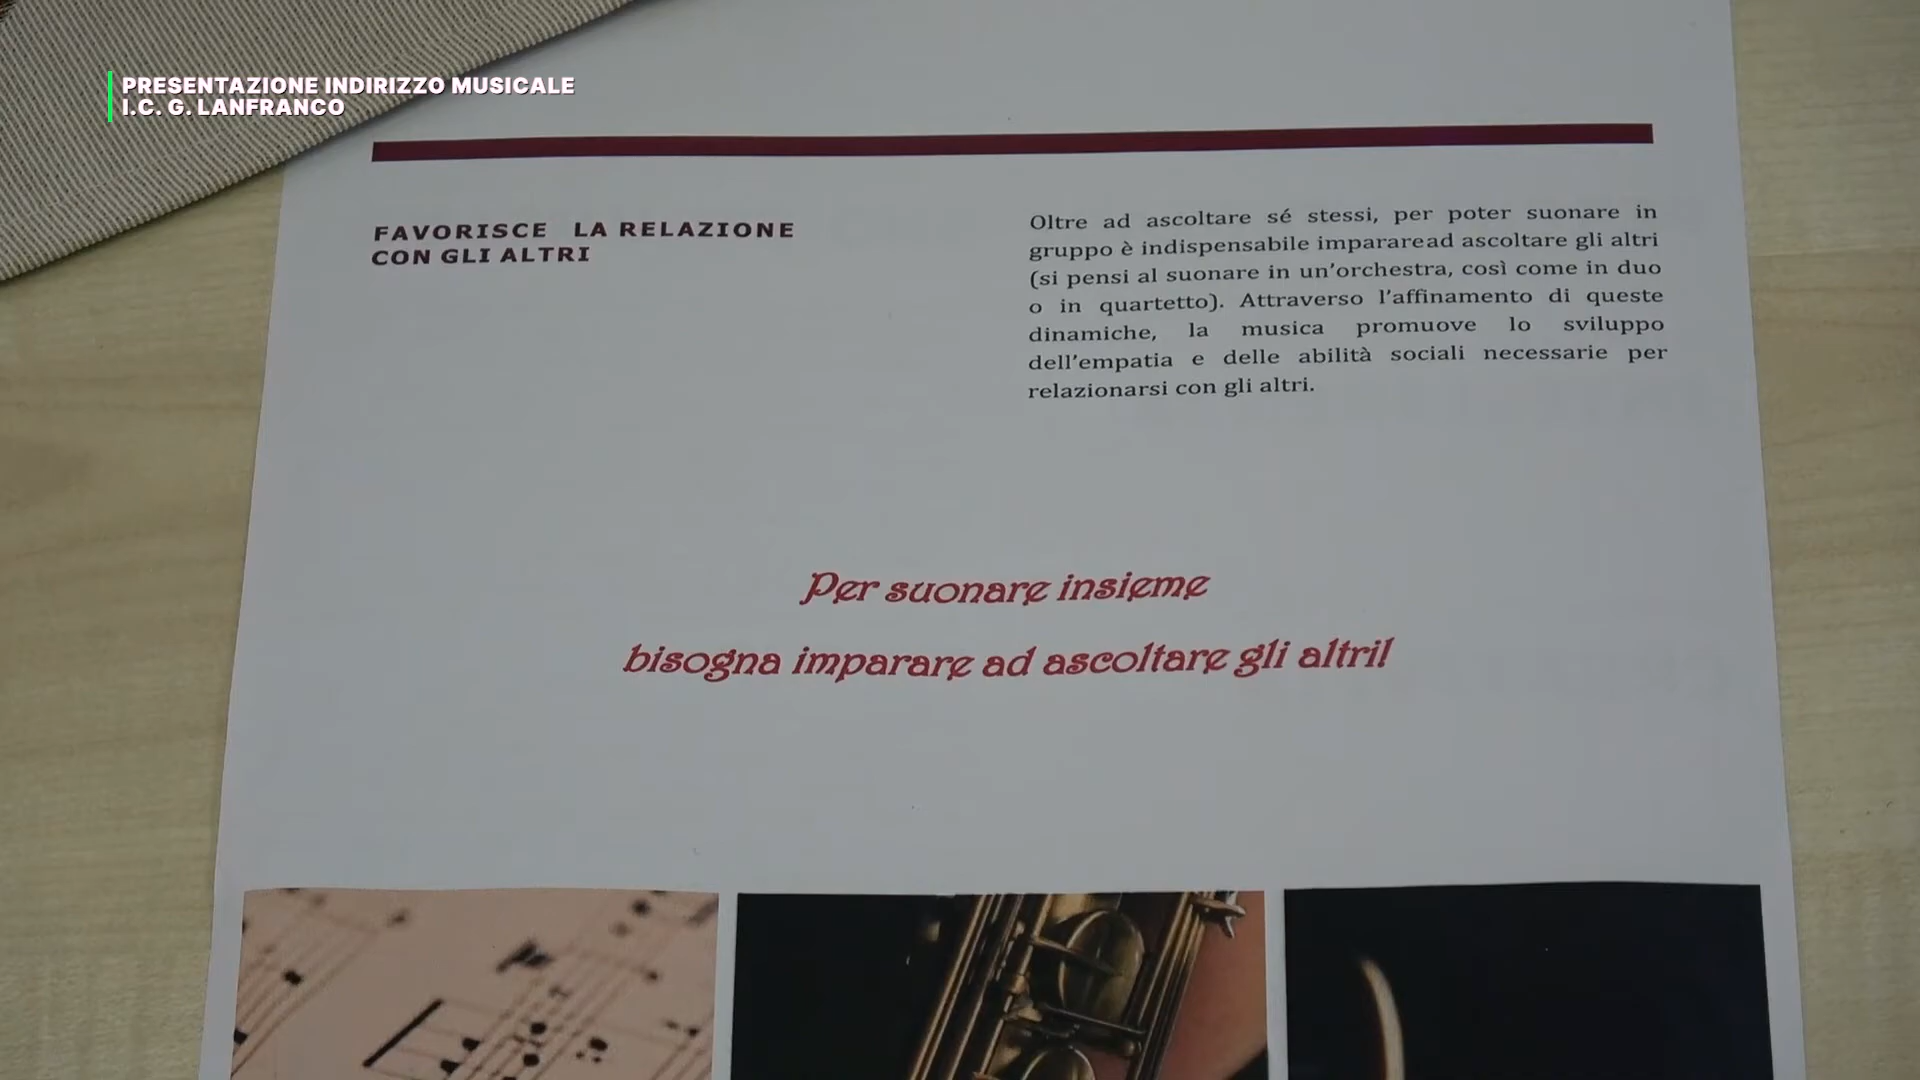 PRESENTAZIONE INDIRIZZO MUSICALE
I.C. G. LANFRANCO
FAVORISCE LA RELAZIONE
CON GLI ALTRI
Oltre ad ascoltare sé stessi, per poter suonare in
gruppo è indispensabile impararead ascoltare gli altri
(si pensi al suonare in un'orchestra, così come in duo
o in quartetto). Attraverso l'affinamento di queste
dinamiche, la musica promuove lo sviluppo
dell'empatia e delle abilità sociali necessarie per
relazionarsi con gli altri.
Per suonare insieme
bisogna imparare ad ascoltare gli altri!